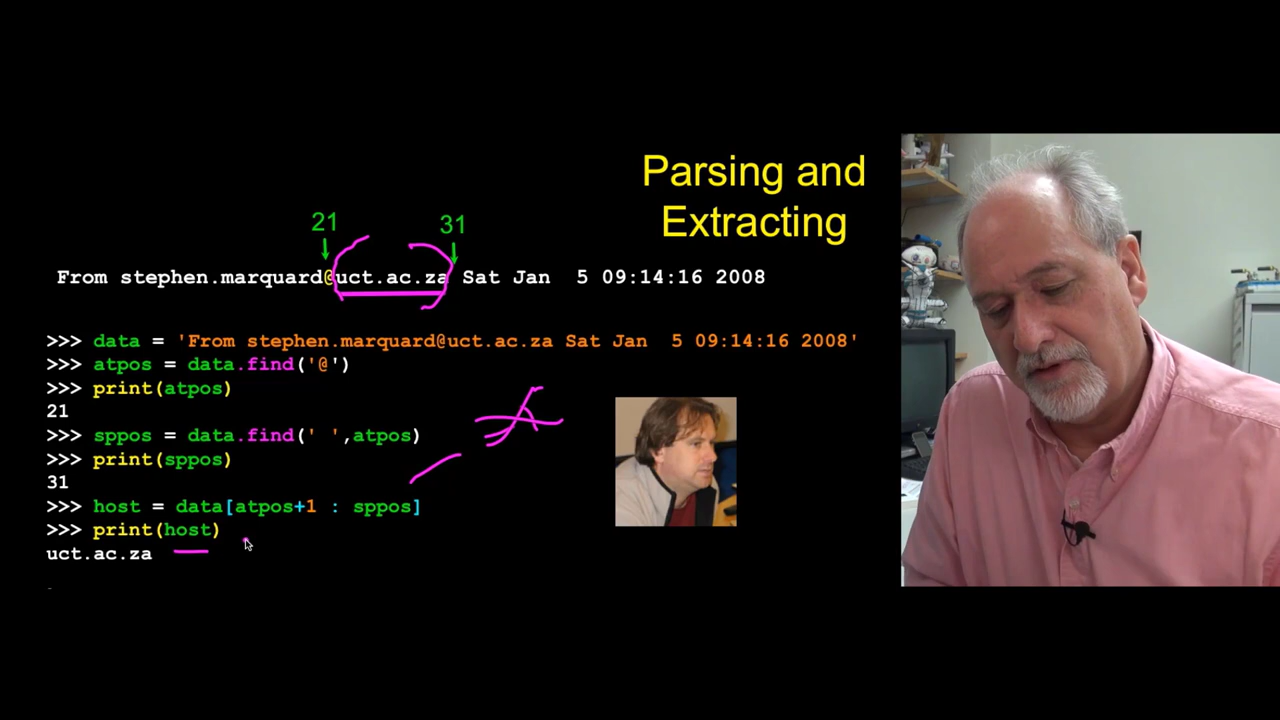 Parsing and
Extracting
21 31
From stephen.marquard@uct.ac.za Sat Jan  5 09:14:16 2008
>>> data = 'From stephen.marquard@uct.ac.za Sat Jan  5 09:14:16 2008'
>>> atpos = data.find('@')
>>> print(atpos)
21
>>> sppos = data.find(' ',atpos)
>>> print(sppos)
31
>>> host = data[atpos+1 : sppos]
>>> print(host)
uct.ac.za